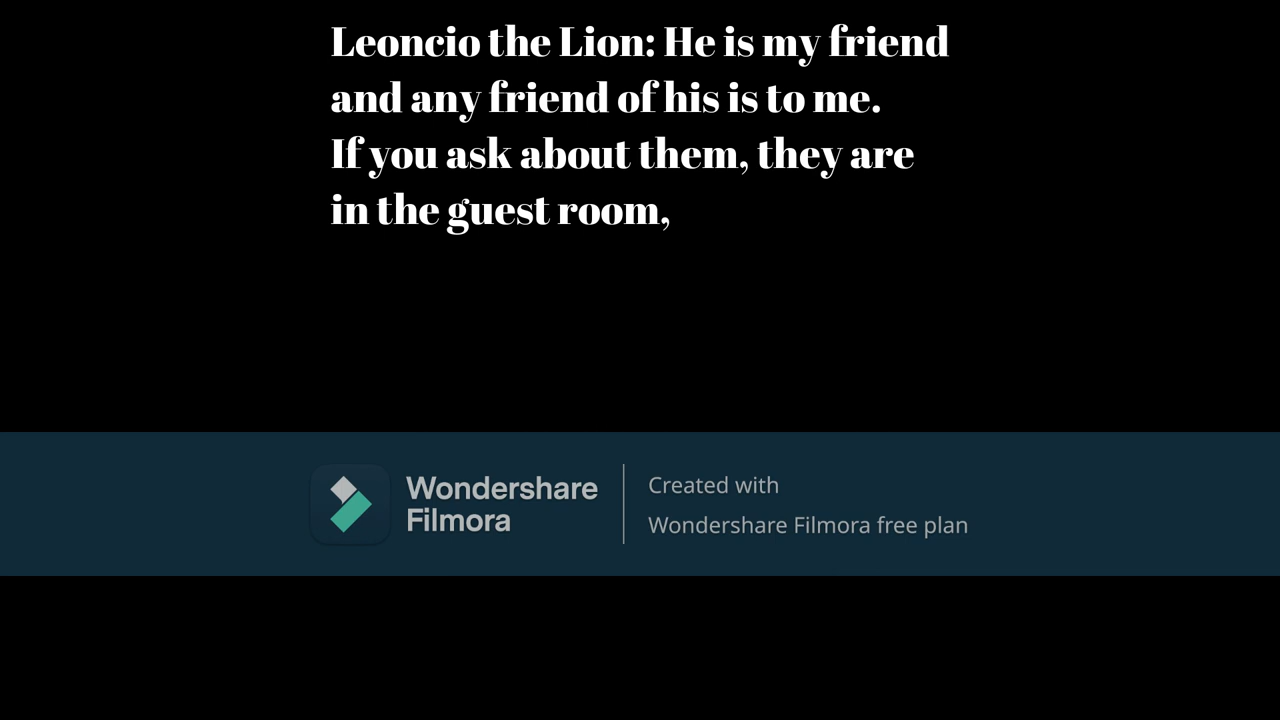 Leoncio the Lion: He is my friend
and any friend of his is to me.
If you ask about them, they are
in the guest room,
Wondershare
Filmora
Created with
Wondershare Filmora free plan